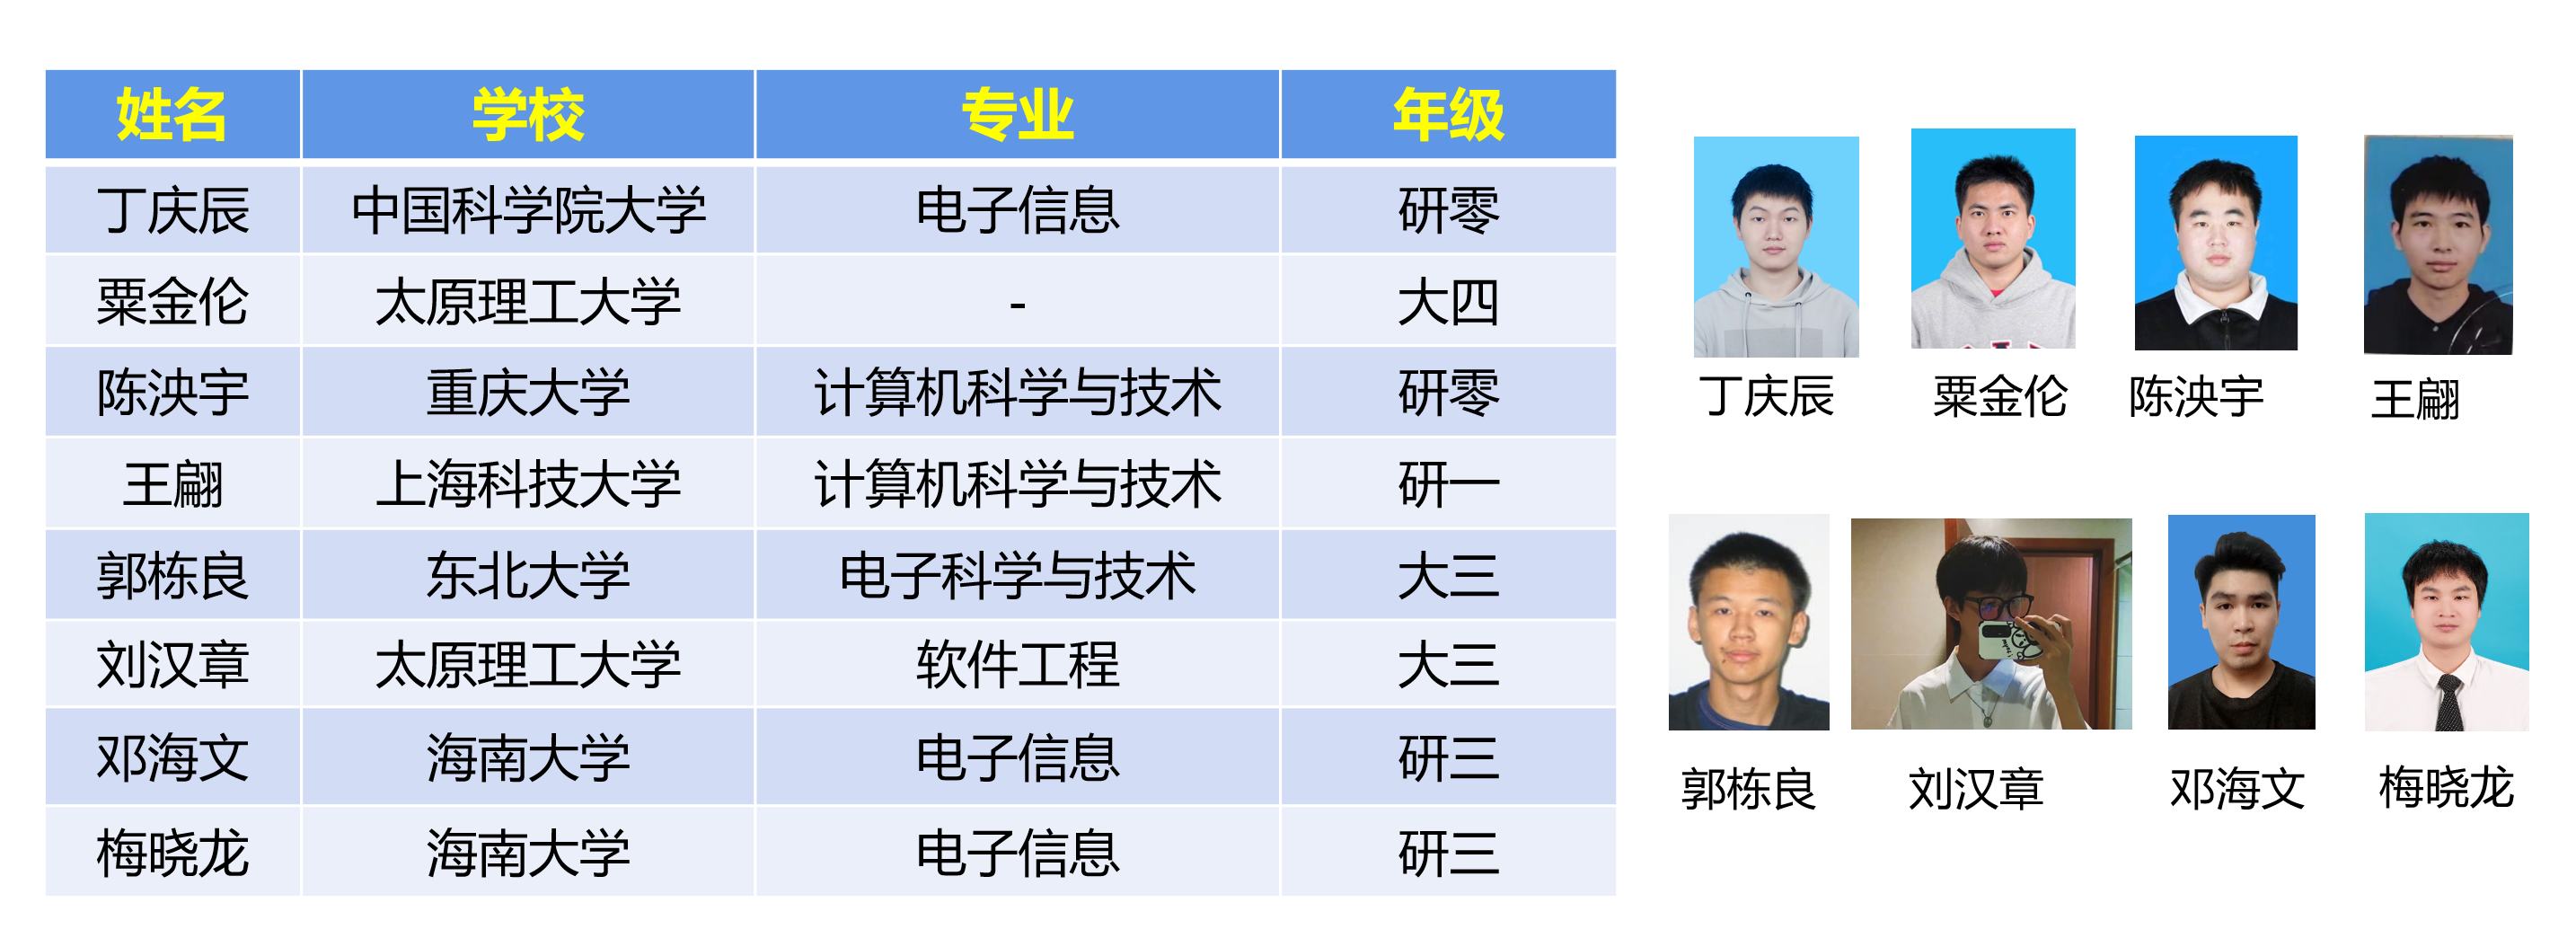 姓名 学校 专业 年级
丁庆辰 中国科学院大学 电子信息 研零
粟金伦 太原理工大学 - 大四
陈泱宇 重庆大学 计算机科学与技术 研零
王翩 上海科技大学 计算机科学与技术 研一
郭栋良 东北大学 电子科学与技术 大三
刘汉章 太原理工大学 软件工程 大三
邓海文 海南大学 电子信息 研三
梅晓龙 海南大学 电子信息 研三
丁庆辰 粟金伦 陈泱宇 王翩
郭栋良 刘汉章 邓海文 梅晓龙